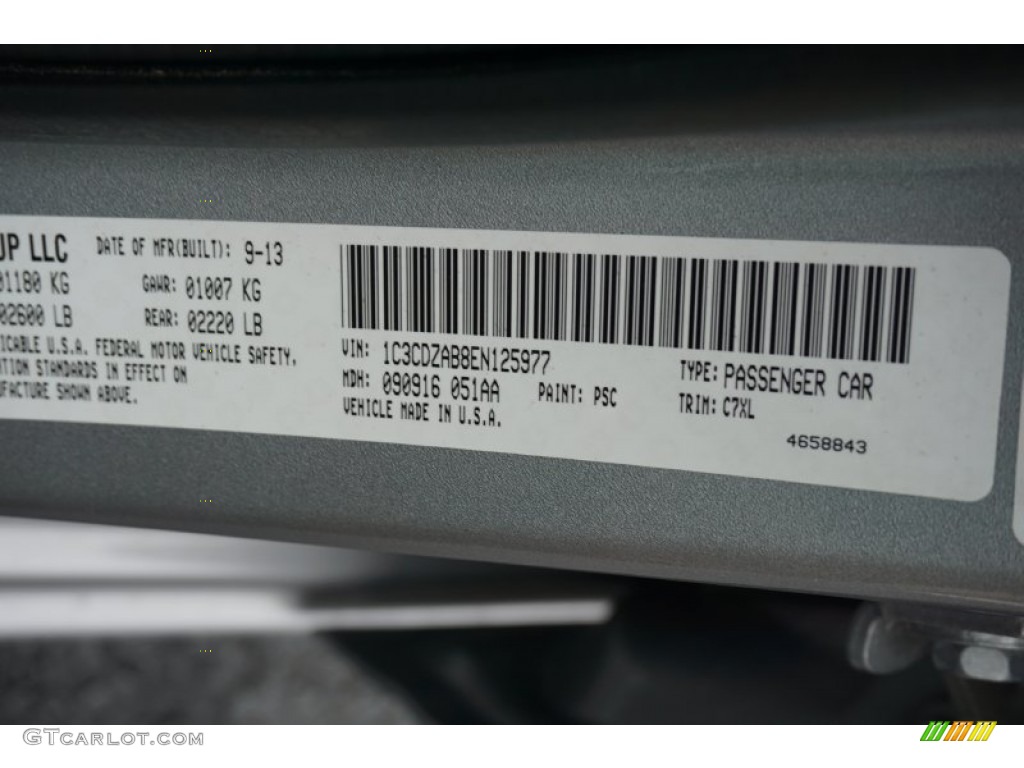 UP LLC DATE OF MFR(BUILT): 9-13
01180 KG GAWR: 01007 KG
02600 LB REAR: 02220 LB
ICABLE U.S.A. FEDERAL MOTOR VEHICLE SAFETY,
TION STANDARDS IN EFFECT ON
UFACTURE SHOWN ABOVE.
VIN: 1C3CDZAB8EN125977 TYPE: PASSENGER CAR
MDH: 090916 051AA PAINT: PSC TRIM: C7XL
VEHICLE MADE IN U.S.A.
4658843
GTCARLOT.COM